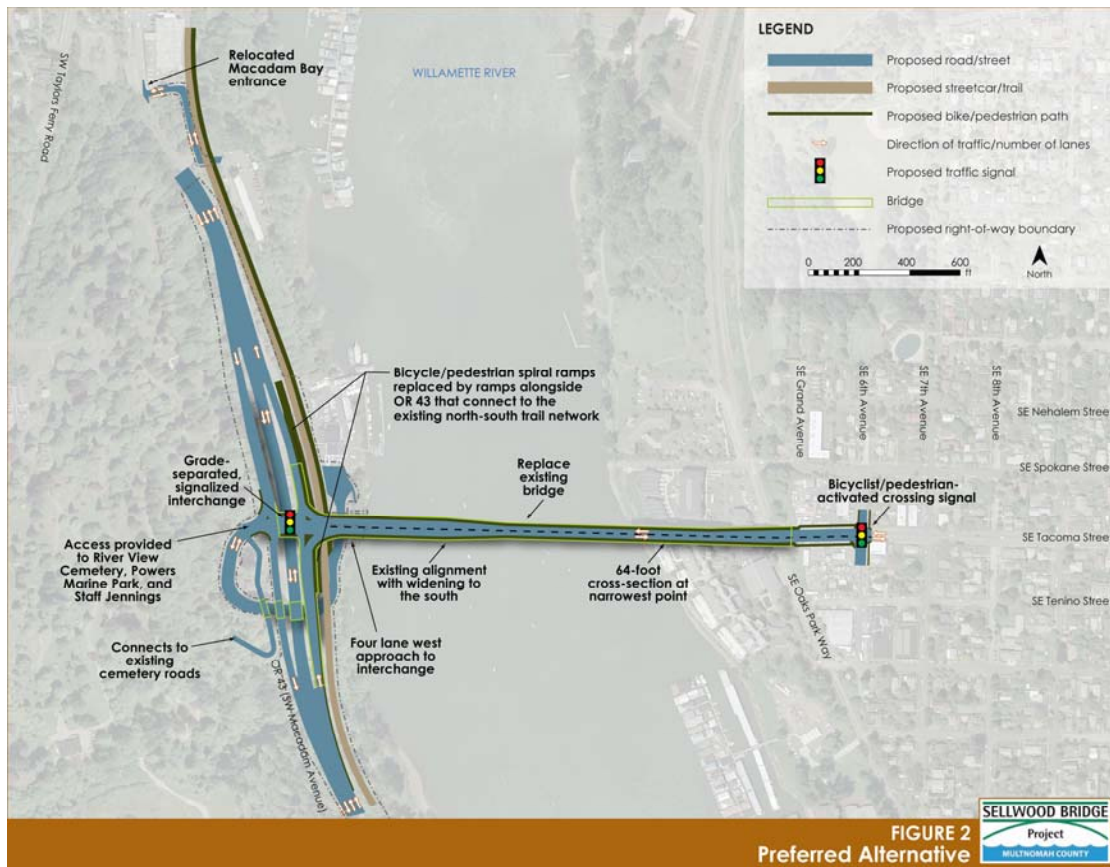 SW Taylors Ferry Road
Relocated
Macadam Bay
entrance
WILLAMETTE RIVER
LEGEND
Proposed road/street
Proposed streetcar/trail
Proposed bike/pedestrian path
Direction of traffic/number of lanes
Proposed traffic signal
Bridge
Proposed right-of-way boundary
0 200 400 600
ft
North
Bicycle/pedestrian spiral ramps
replaced by ramps alongside
OR 43 that connect to the
existing north-south trail network
SE Grand Avenue
SE 6th Avenue
SE 7th Avenue
SE 8th Avenue
SE Nehalem Street
SE Spokane Street
SE Tacoma Street
SE Tenino Street
Grade-
separated,
signalized
interchange
Replace
existing
bridge
Bicyclist/pedestrian-
activated crossing signal
Access provided
to River View
Cemetery, Powers
Marine Park, and
Staff Jennings
Existing alignment
with widening to
the south
64-foot
cross-section at
narrowest point
SE Oaks Park Way
Connects to
existing
cemetery roads
Four lane west
approach to
interchange
OR 43 (SW Macadam Avenue)
FIGURE 2
Preferred Alternative
SELLWOOD BRIDGE
Project
MULTNOMAH COUNTY